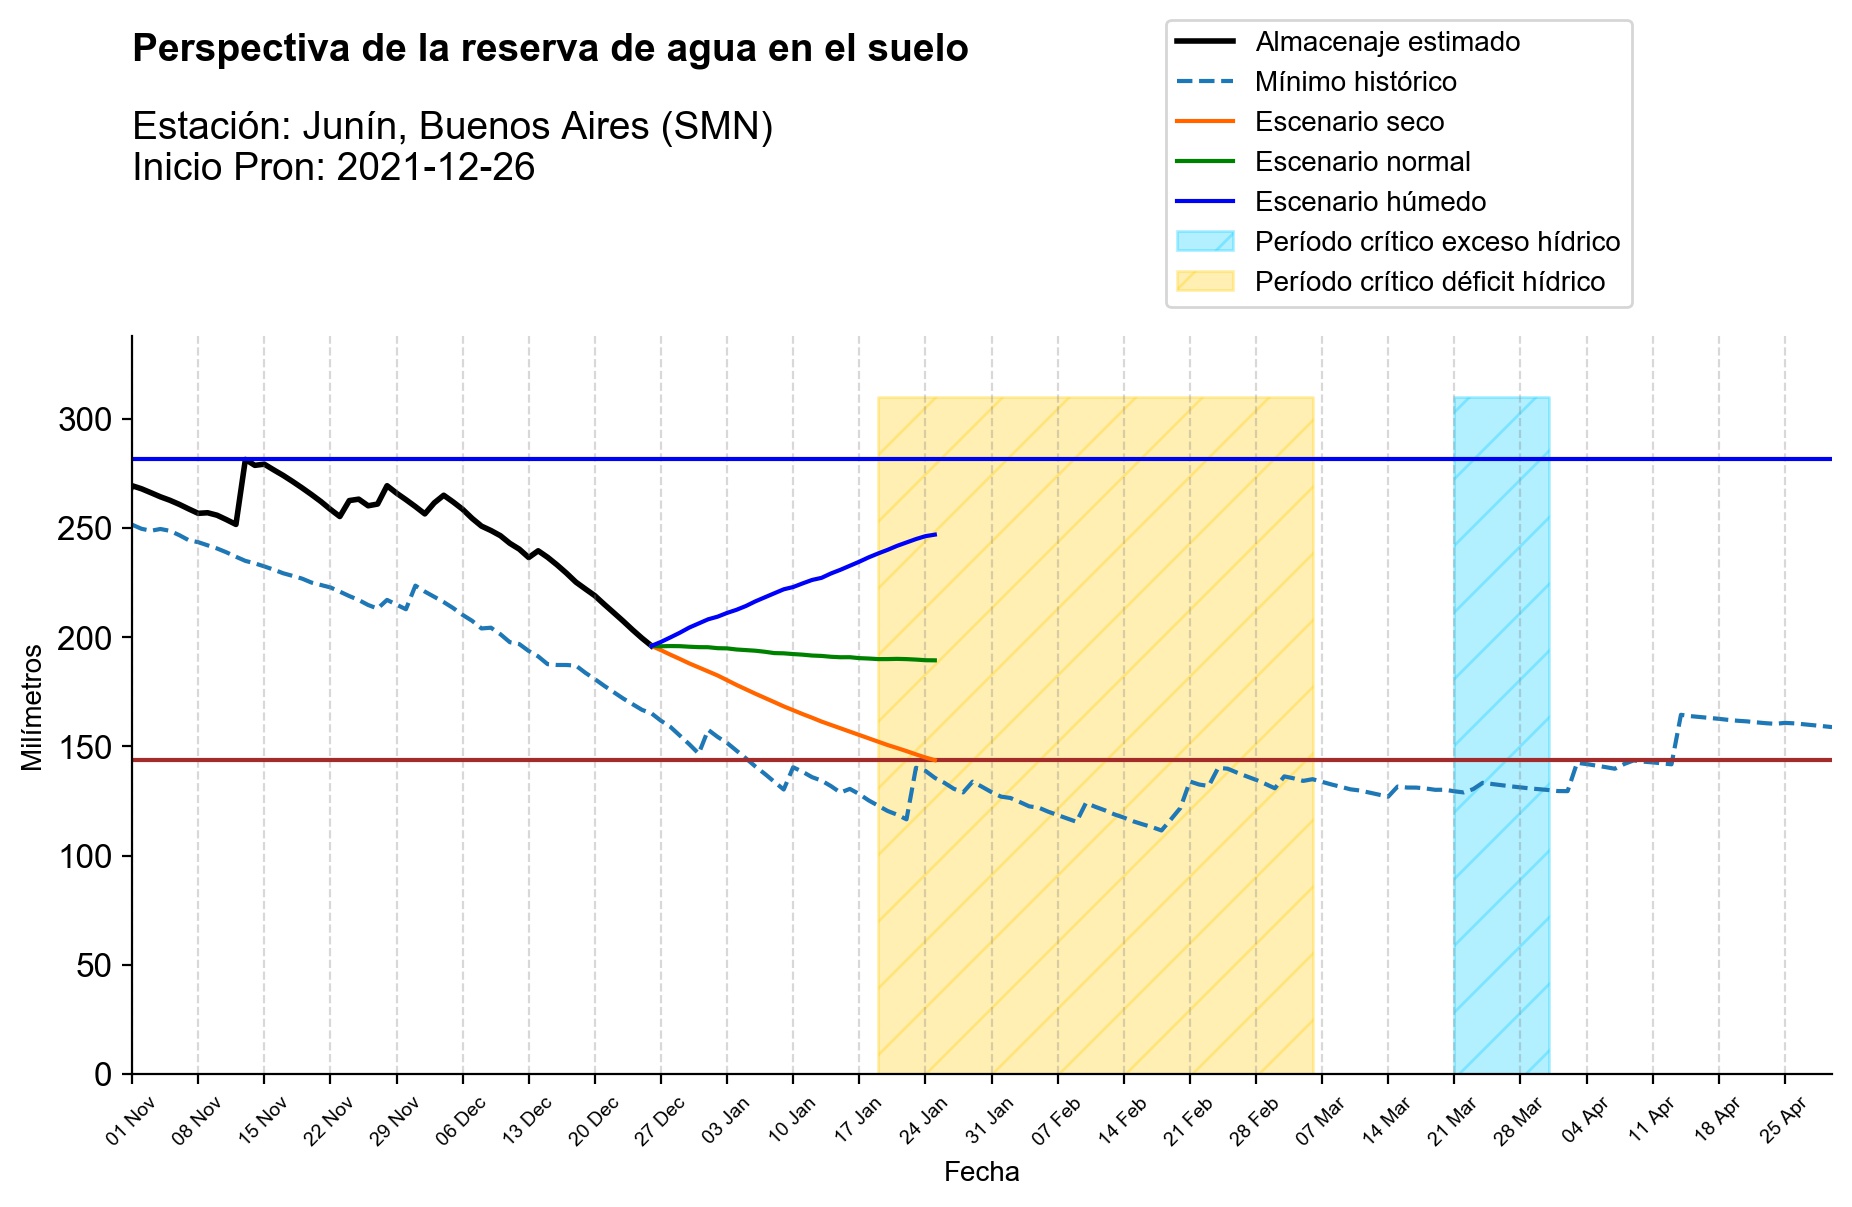 Perspectiva de la reserva de agua en el suelo
Estación: Junín, Buenos Aires (SMN)
Inicio Pron: 2021-12-26
Almacenaje estimado
Mínimo histórico
Escenario seco
Escenario normal
Escenario húmedo
Período crítico exceso hídrico
Período crítico déficit hídrico
Milímetros
300
250
200
150
100
50
0
01 Nov
08 Nov
15 Nov
22 Nov
29 Nov
06 Dec
13 Dec
20 Dec
27 Dec
03 Jan
10 Jan
17 Jan
24 Jan
31 Jan
07 Feb
14 Feb
21 Feb
28 Feb
07 Mar
14 Mar
21 Mar
28 Mar
04 Apr
11 Apr
18 Apr
25 Apr
Fecha